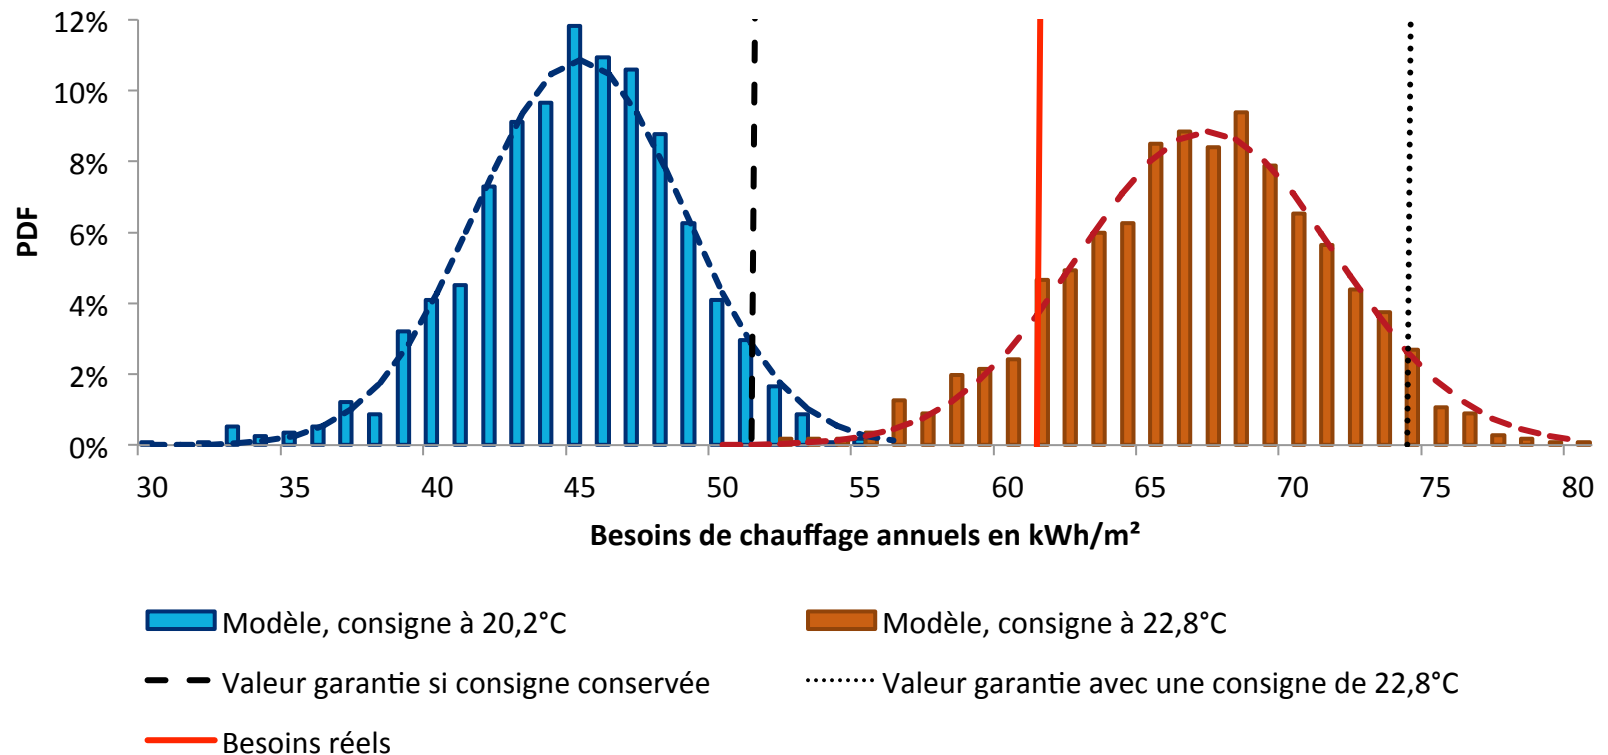 12%
10%
8%
6%
4%
2%
0%
PDF
30 35 40 45 50 55 60 65 70 75 80
Besoins de chauffage annuels en kWh/m²
Modèle, consigne à 20,2°C
Modèle, consigne à 22,8°C
Valeur garantie si consigne conservée
Valeur garantie avec une consigne de 22,8°C
Besoins réels